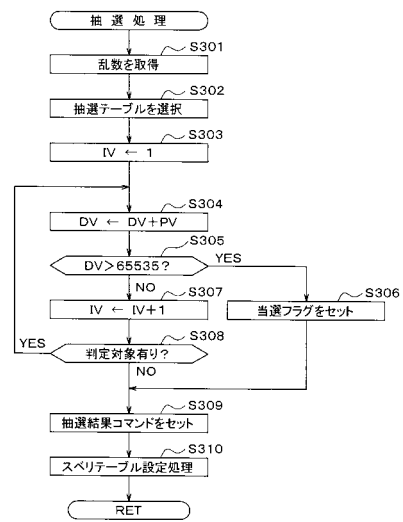 抽選処理
S301
乱数を取得
S302
抽選テーブルを選択
S303
IV ← 1
S304
DV ← DV+PV
S305
DV>65535?
YES
NO
S306
当選フラグをセット
S307
IV ← IV+1
S308
YES
判定対象有り?
NO
S309
抽選結果コマンドをセット
S310
スベリテーブル設定処理
RET